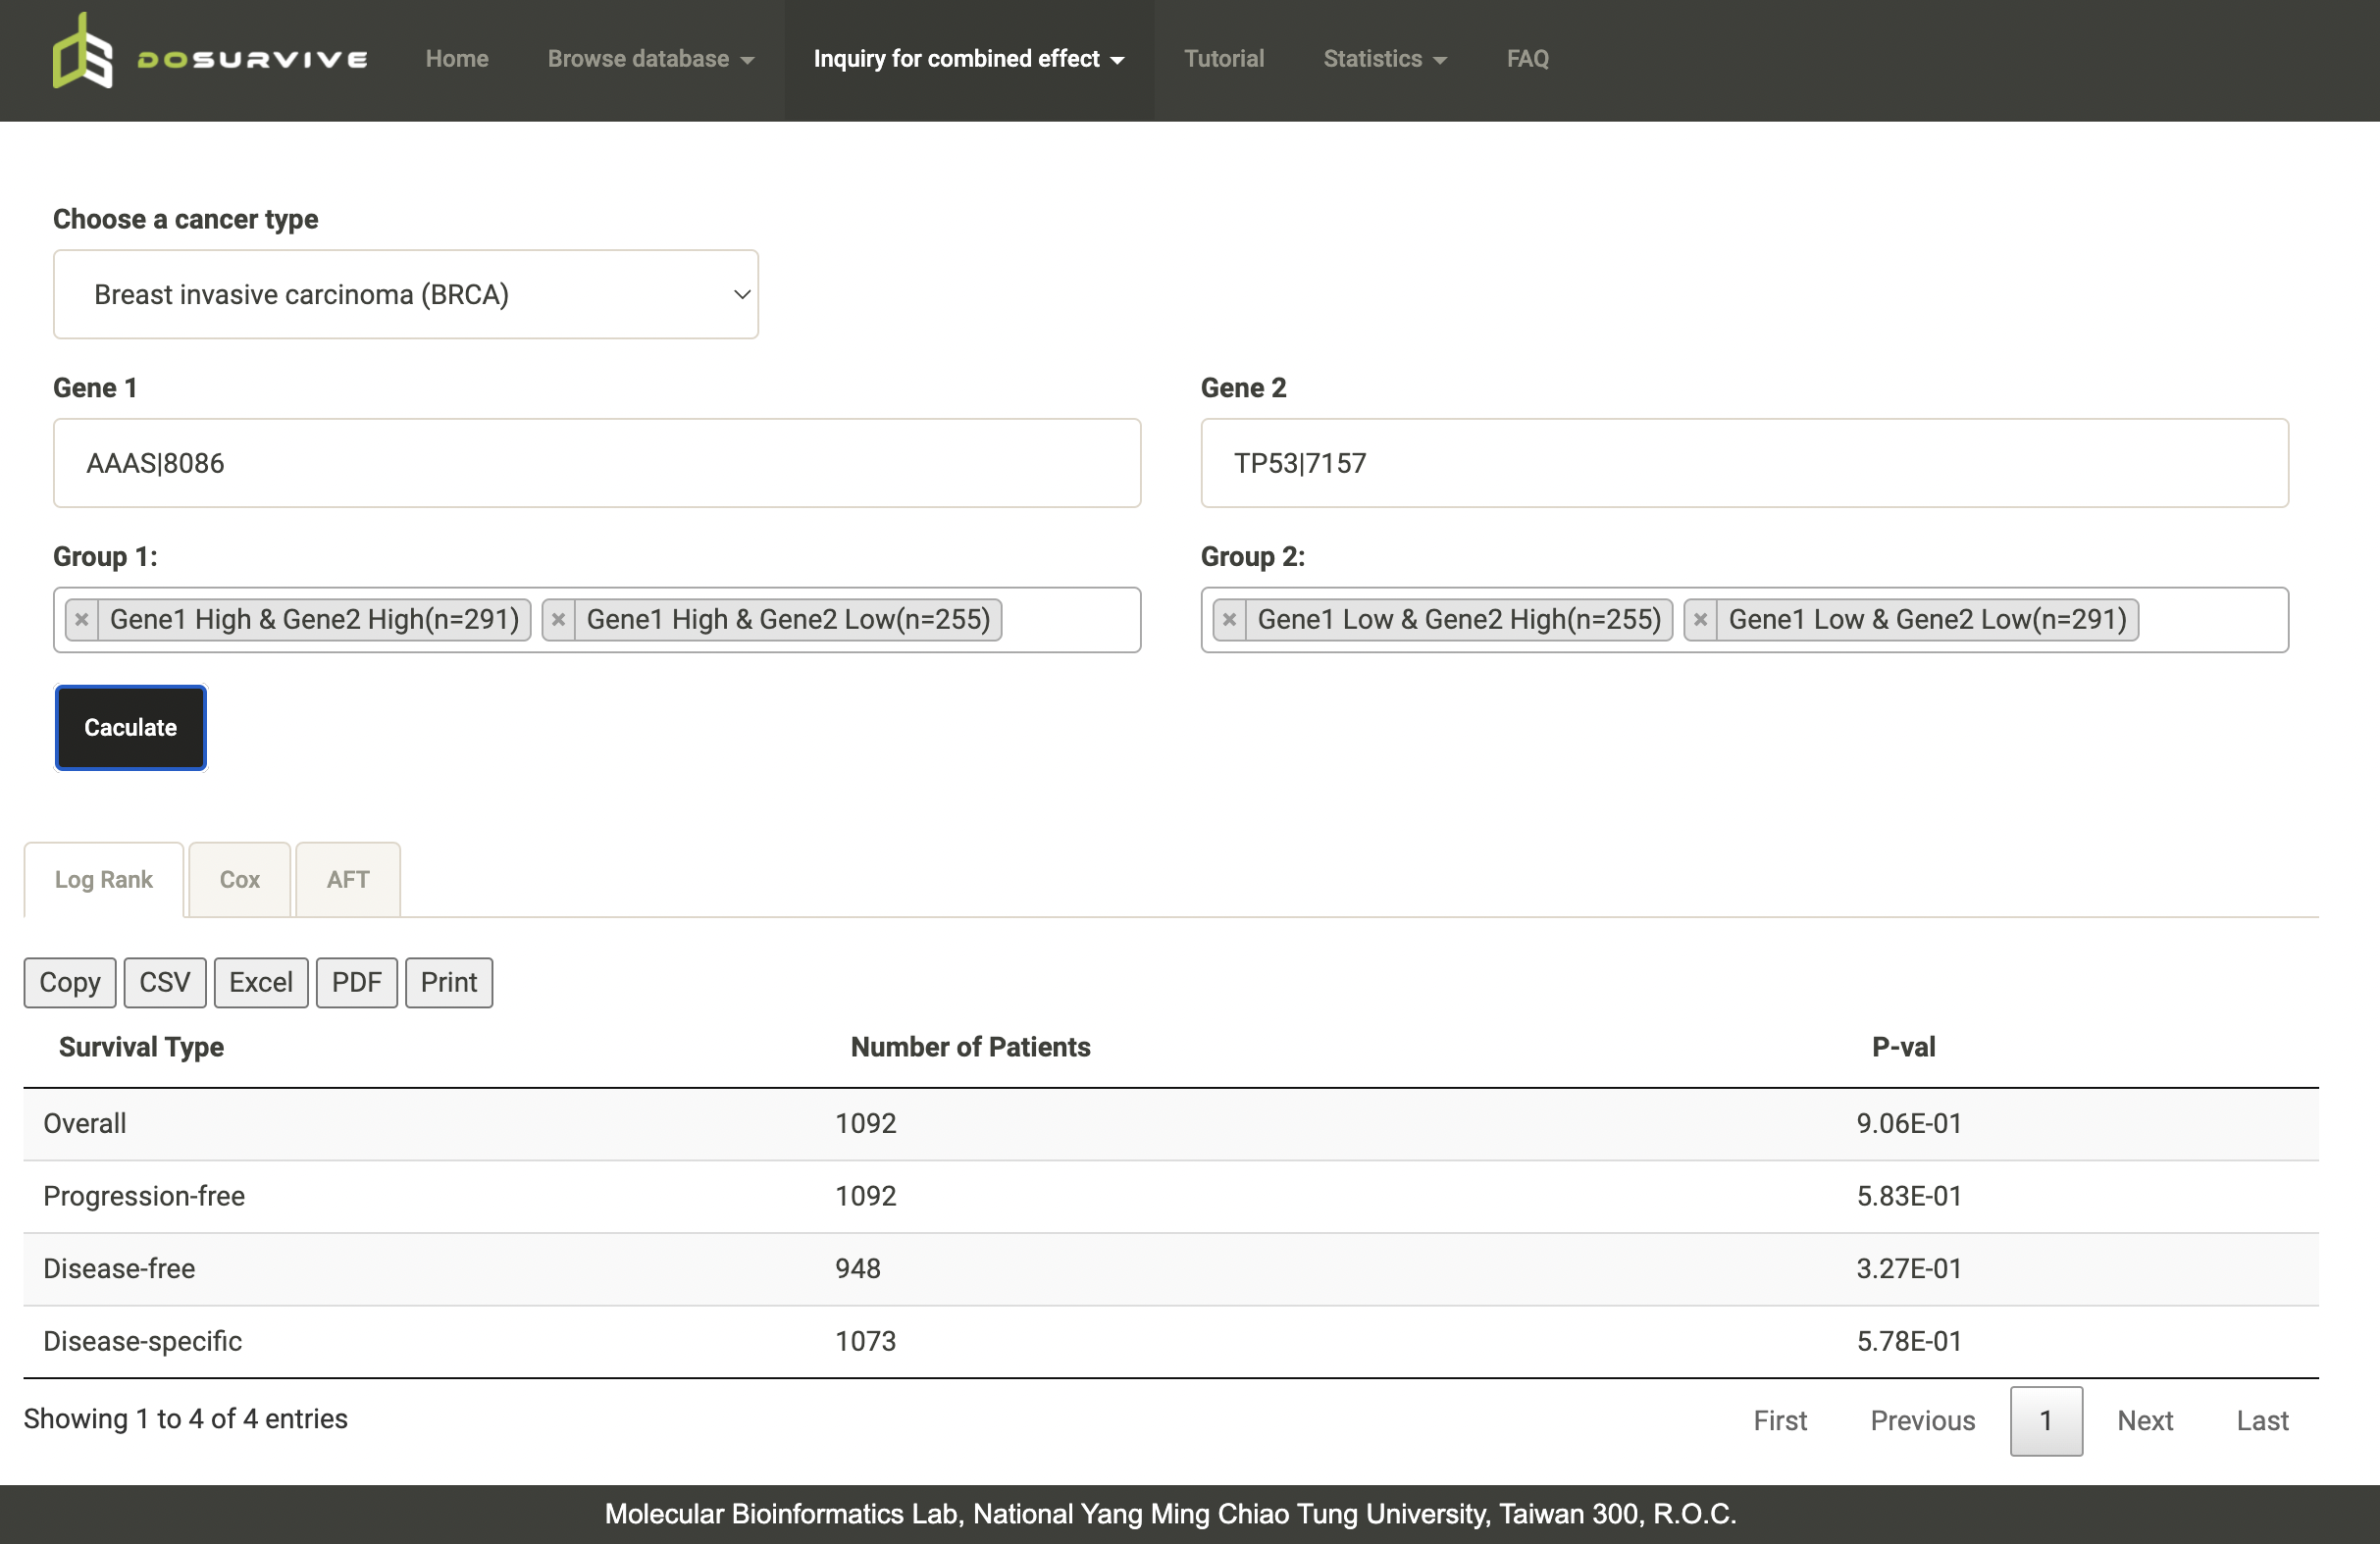 DOSURVIVE Home Browse database Inquiry for combined effect Tutorial Statistics FAQ
Choose a cancer type
Breast invasive carcinoma (BRCA)
Gene 1 Gene 2
AAAS|8086 TP53|7157
Group 1: Group 2:
× Gene1 High & Gene2 High(n=291) × Gene1 High & Gene2 Low(n=255) × Gene1 Low & Gene2 High(n=255) × Gene1 Low & Gene2 Low(n=291)
Caculate
Log Rank Cox AFT
Copy CSV Excel PDF Print
Survival Type Number of Patients P-val
Overall 1092 9.06E-01
Progression-free 1092 5.83E-01
Disease-free 948 3.27E-01
Disease-specific 1073 5.78E-01
Showing 1 to 4 of 4 entries First Previous 1 Next Last
Molecular Bioinformatics Lab, National Yang Ming Chiao Tung University, Taiwan 300, R.O.C.